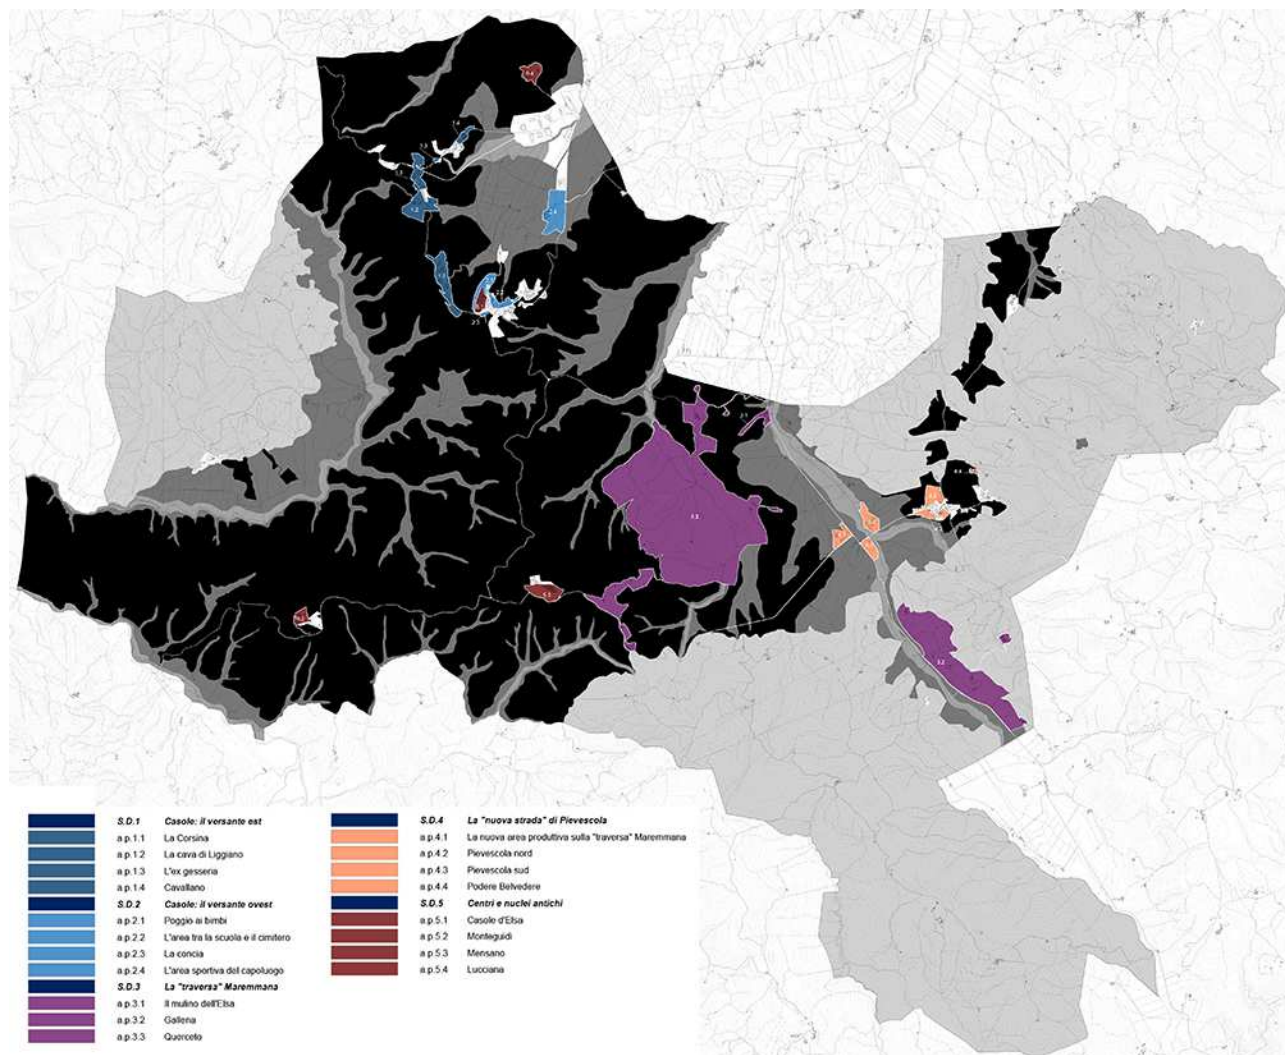 S.D.1 Casole: il versante est
a.p.1.1 La Corsina
a.p.1.2 La cava di Liggiano
a.p.1.3 L'ex gesseria
a.p.1.4 Cavallano
S.D.2 Casole: il versante ovest
a.p.2.1 Poggio ai bimbi
a.p.2.2 L'area tra la scuola e il cimitero
a.p.2.3 La concia
a.p.2.4 L'area sportiva del capoluogo
S.D.3 La "traversa" Maremmana
a.p.3.1 Il mulino dell'Elsa
a.p.3.2 Gallena
a.p.3.3 Querceto
S.D.4 La "nuova strada" di Pievescola
a.p.4.1 La nuova area produttiva sulla "traversa" Maremmana
a.p.4.2 Pievescola nord
a.p.4.3 Pievescola sud
a.p.4.4 Podere Belvedere
S.D.5 Centri e nuclei antichi
a.p.5.1 Casole d'Elsa
a.p.5.2 Monteguidi
a.p.5.3 Mensano
a.p.5.4 Lucciana